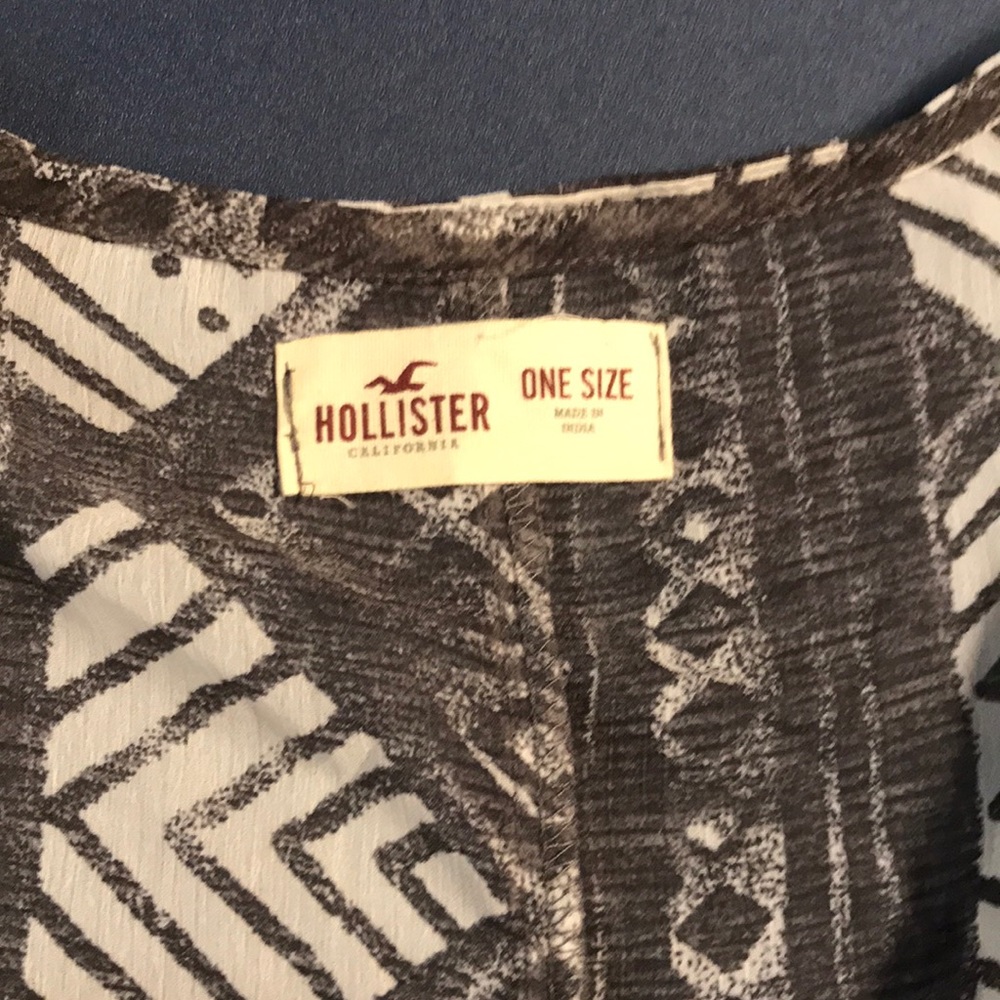 HOLLISTER
CALIFORNIA
ONE SIZE
MADE IN
INDIA